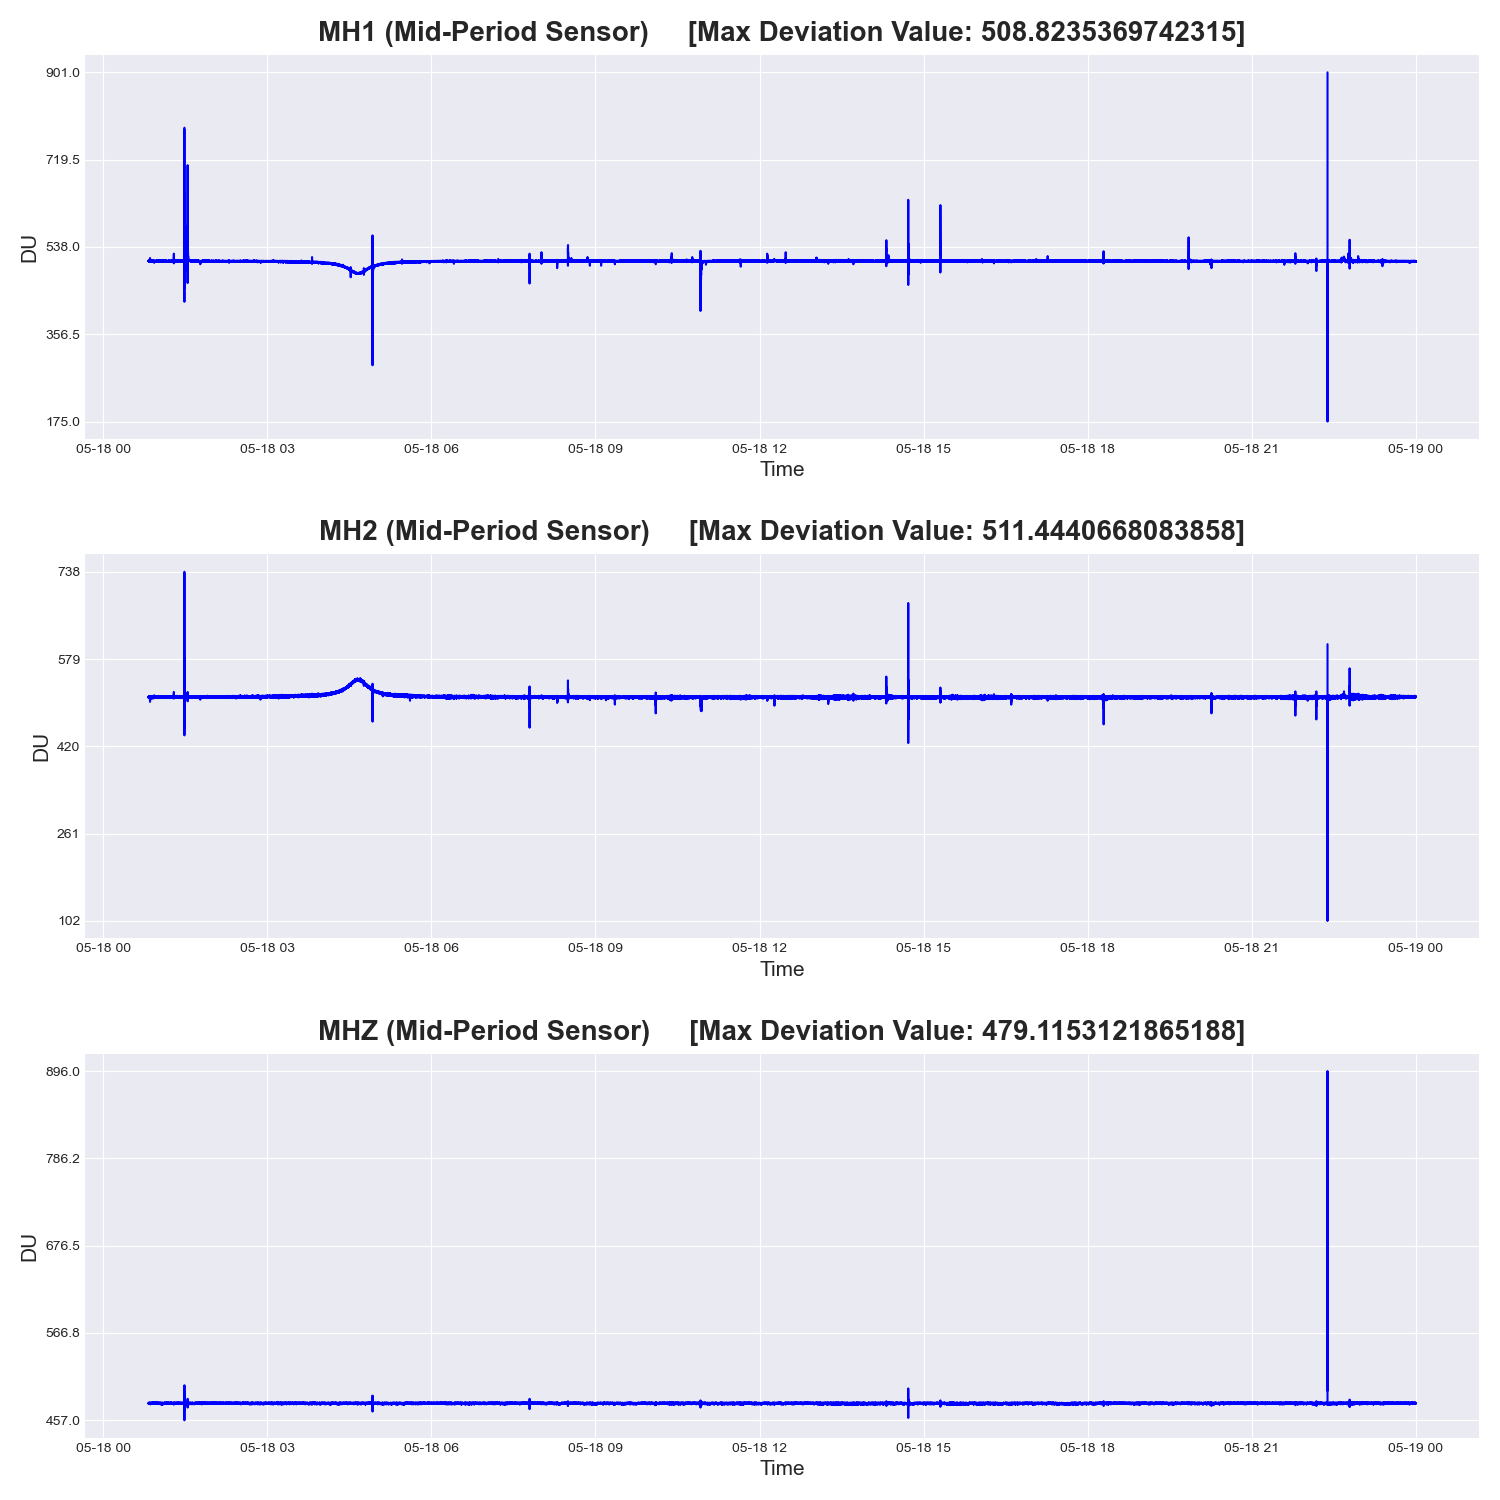 MH1 (Mid-Period Sensor) [Max Deviation Value: 508.8235369742315]
901.0
719.5
538.0
356.5
175.0
DU
05-18 00 05-18 03 05-18 06 05-18 09 05-18 12 05-18 15 05-18 18 05-18 21 05-19 00
Time
MH2 (Mid-Period Sensor) [Max Deviation Value: 511.4440668083858]
738
579
420
261
102
DU
05-18 00 05-18 03 05-18 06 05-18 09 05-18 12 05-18 15 05-18 18 05-18 21 05-19 00
Time
MHZ (Mid-Period Sensor) [Max Deviation Value: 479.1153121865188]
896.0
786.2
676.5
566.8
457.0
DU
05-18 00 05-18 03 05-18 06 05-18 09 05-18 12 05-18 15 05-18 18 05-18 21 05-19 00
Time